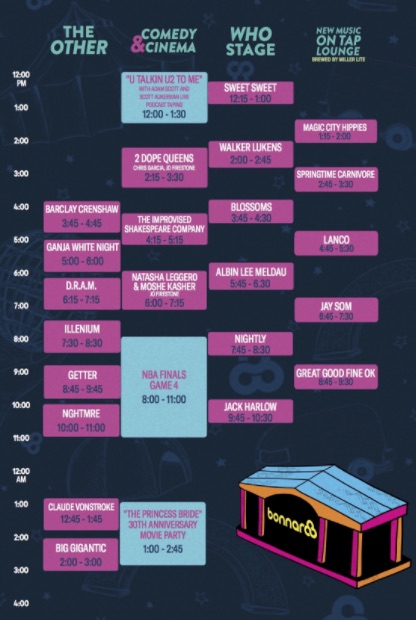 THE
OTHER
COMEDY
&CINEMA
WHO
STAGE
NEW MUSIC
ON TAP
LOUNGE
BREWED BY MILLER LITE
12:00
PM
1:00
2:00
3:00
4:00
5:00
6:00
7:00
8:00
9:00
10:00
11:00
12:00
AM
1:00
2:00
3:00
4:00
BARCLAY CRENSHAW
3:45 - 4:45
GANJA WHITE NIGHT
5:00 - 6:00
D.R.A.M.
6:15 - 7:15
ILLENIUM
7:30 - 8:30
GETTER
8:45 - 9:45
NGHTMRE
10:00 - 11:00
CLAUDE VONSTROKE
12:45 - 1:45
BIG GIGANTIC
2:00 - 3:00
"U TALKIN U2 TO ME"
WITH ADAM SCOTT AND
SCOTT AUKERMAN LIVE
PODCAST TAPING
12:00 - 1:30
2 DOPE QUEENS
CHRIS GARCIA, JO FIRESTONE
2:15 - 3:30
THE IMPROVISED
SHAKESPEARE COMPANY
4:15 - 5:15
NATASHA LEGGERO
& MOSHE KASHER
JO FIRESTONE
6:00 - 7:15
NBA FINALS
GAME 4
8:00 - 11:00
"THE PRINCESS BRIDE"
30TH ANNIVERSARY
MOVIE PARTY
1:00 - 2:45
SWEET SWEET
12:15 - 1:00
WALKER LUKENS
2:00 - 2:45
BLOSSOMS
3:45 - 4:30
ALBIN LEE MELDAU
5:45 - 6:30
NIGHTLY
7:45 - 8:30
JACK HARLOW
9:45 - 10:30
MAGIC CITY HIPPIES
1:15 - 2:00
SPRINGTIME CARNIVORE
2:45 - 3:30
LANCO
4:45 - 5:30
JAY SOM
6:45 - 7:30
GREAT GOOD FINE OK
8:45 - 9:30
bonnaroo